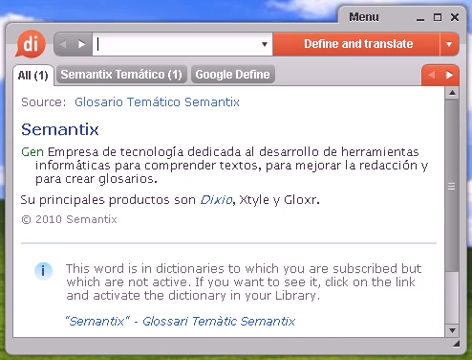 Menu
di
Define and translate
All (1) Semantix Temático (1) Google Define
Source: Glosario Temático Semantix
Semantix
Gen Empresa de tecnología dedicada al desarrollo de herramientas
informáticas para comprender textos, para mejorar la redacción y
para crear glosarios.
Su principales productos son Dixio, Xtyle y Gloxr.
© 2010 Semantix
i
This word is in dictionaries to which you are subscribed but
which are not active. If you want to see it, click on the link
and activate the dictionary in your Library.
"Semantix" - Glossari Temàtic Semantix